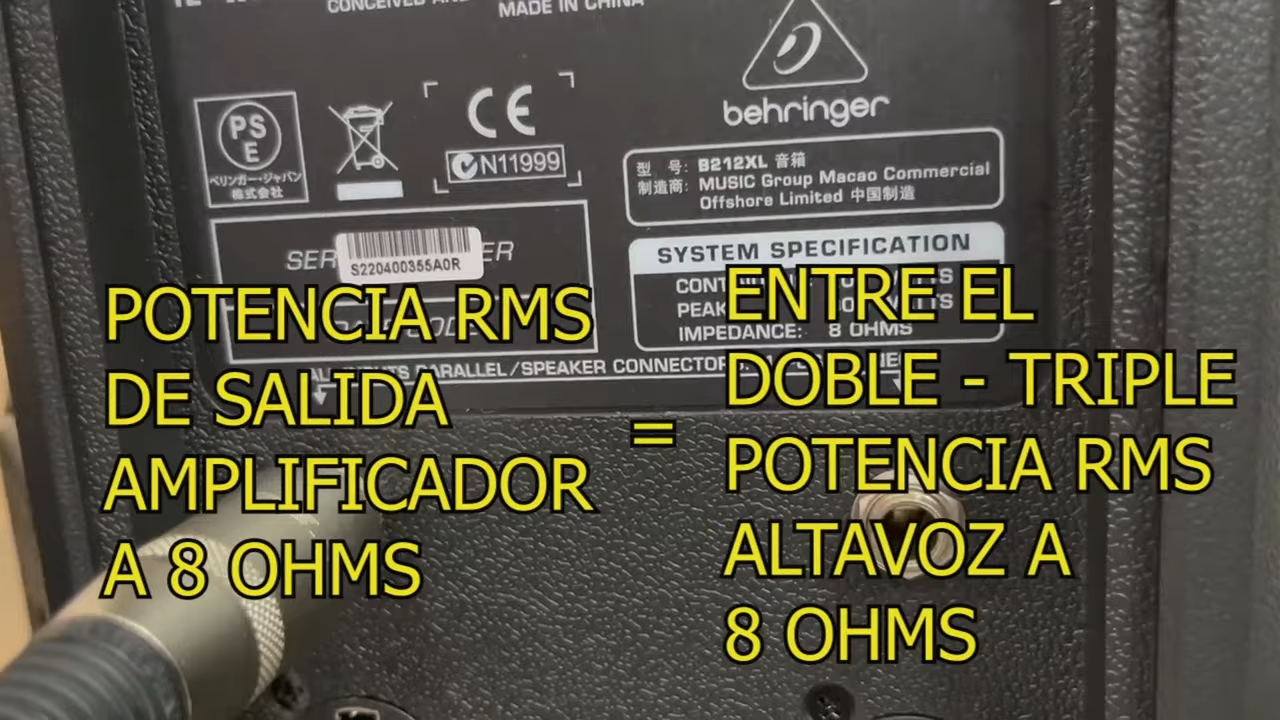 CONCEIVED AN
MADE IN CHINA
PS
E
ベリンガー・ジャパン
株式会社
CE
N11999
behringer
型 号: B212XL 音箱
制造商: MUSIC Group Macao Commercial
Offshore Limited 中国制造
SYSTEM SPECIFICATION
S220400355A0R
PEAK
IMPEDANCE: 8 OHMS
PARALLEL/SPEAKER
POTENCIA RMS
DE SALIDA
AMPLIFICADOR
A 8 OHMS
=
ENTRE EL
DOBLE - TRIPLE
POTENCIA RMS
ALTAVOZ A
8 OHMS